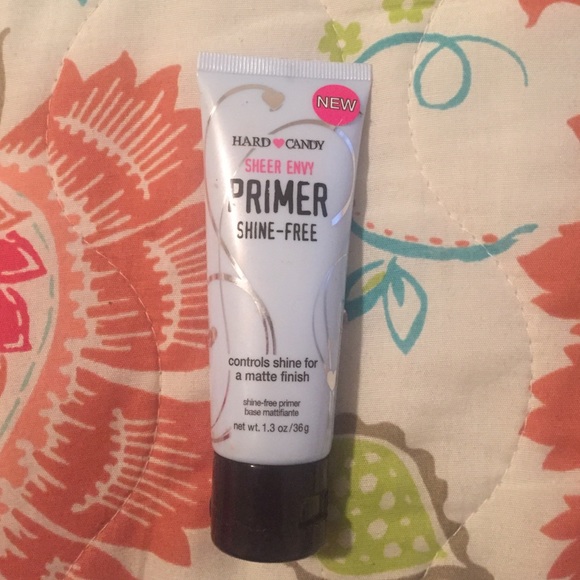 NEW
HARD CANDY
SHEER ENVY
PRIMER
SHINE-FREE
controls shine for
a matte finish
shine-free primer
base mattifiante
net wt. 1.3 oz/36g